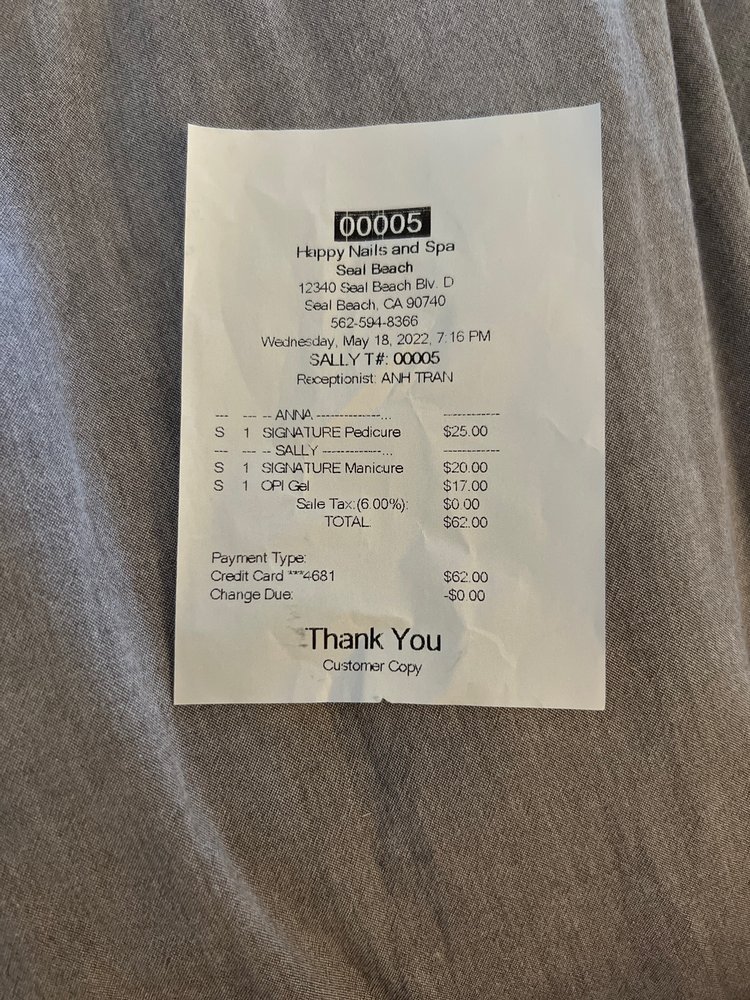 00005
Happy Nails and Spa
Seal Beach
12340 Seal Beach Blv. D
Seal Beach, CA 90740
562-594-8366
Wednesday, May 18, 2022, 7:16 PM
SALLY T#: 00005
Receptionist: ANH TRAN
--- --- -- ANNA --------------... ------------
S 1 SIGNATURE Pedicure $25.00
--- --- -- SALLY --------------... ------------
S 1 SIGNATURE Manicure $20.00
S 1 OPI Gel $17.00
Sale Tax:(6.00%): $0.00
TOTAL: $62.00
Payment Type:
Credit Card ***4681 $62.00
Change Due: -$0.00
Thank You
Customer Copy